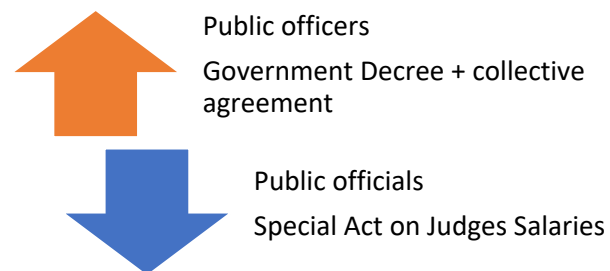 Public officers
Government Decree + collective
agreement
Public officials
Special Act on Judges Salaries